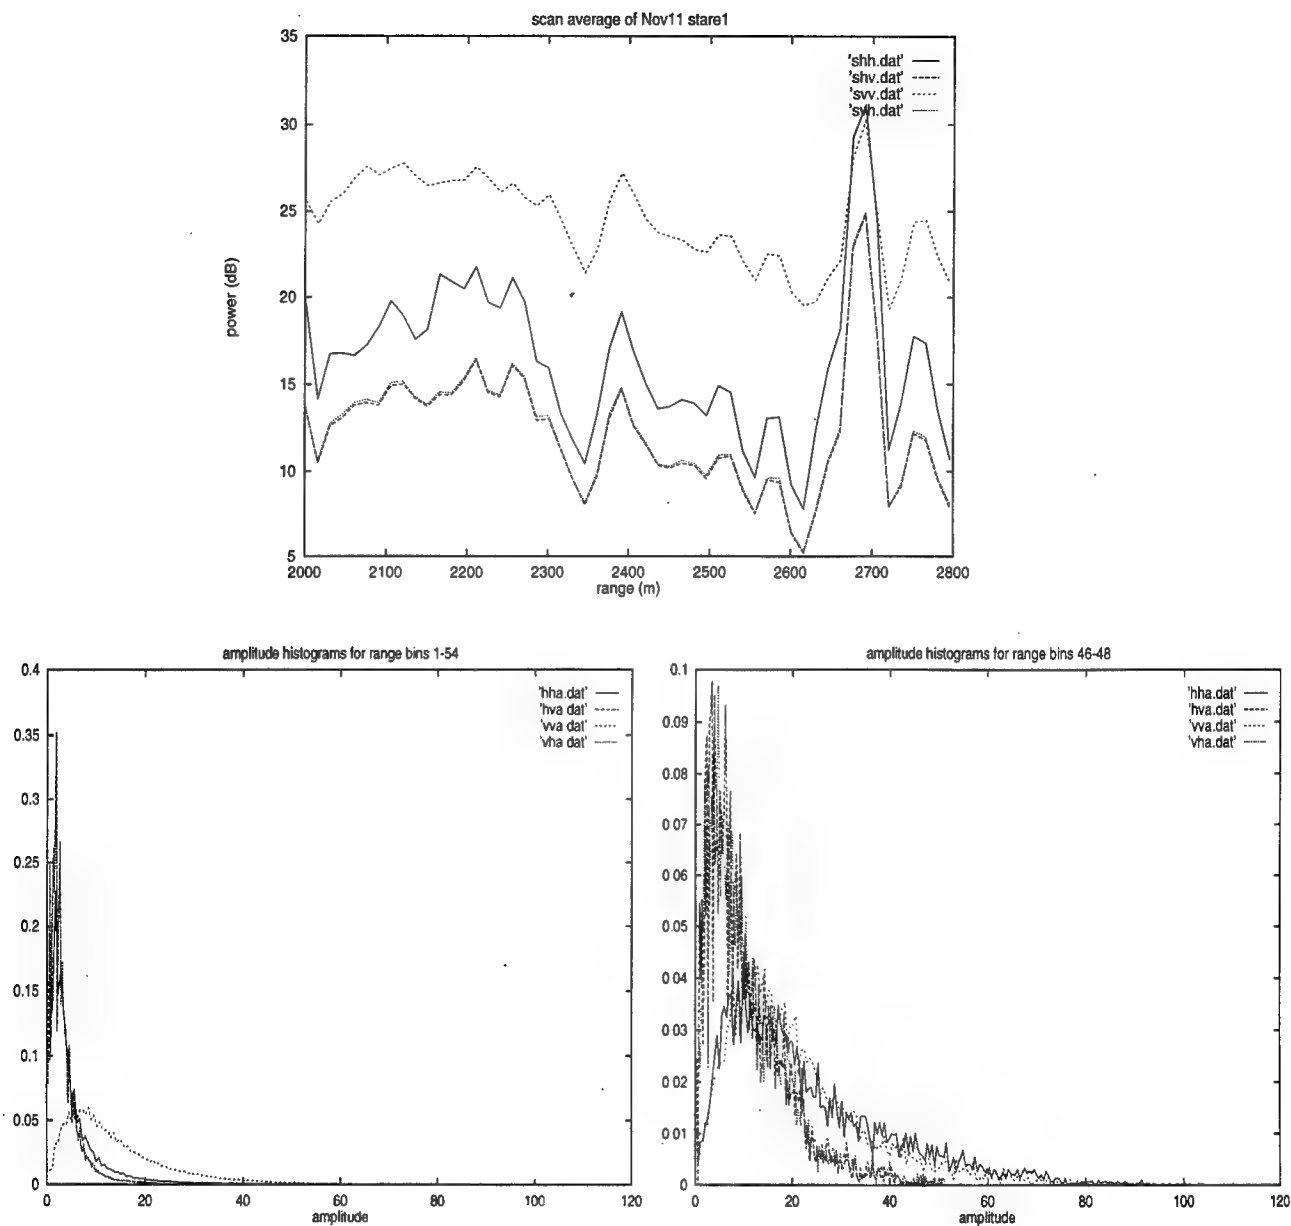 scan average of Nov11 stare1
35
30
25
20
15
10
5
power (dB)
'shh.dat'
'shv.dat'
'svv.dat'
'svh.dat'
2000 2100 2200 2300 2400 2500 2600 2700 2800
range (m)
amplitude histograms for range bins 1-54
0.4
0.35
0.3
0.25
0.2
0.15
0.1
0.05
0
'hha.dat'
'hva dat'
'vva dat'
'vha dat'
0 20 40 60 80 100 120
amplitude
amplitude histograms for range bins 46-48
0.1
0.09
0.08
0.07
0.06
0.05
0.04
0 03
0 02
0 01
0
'hha.dat'
'hva.dat'
'vva.dat'
'vha.dat'
0 20 40 60 80 100 120
amplitude